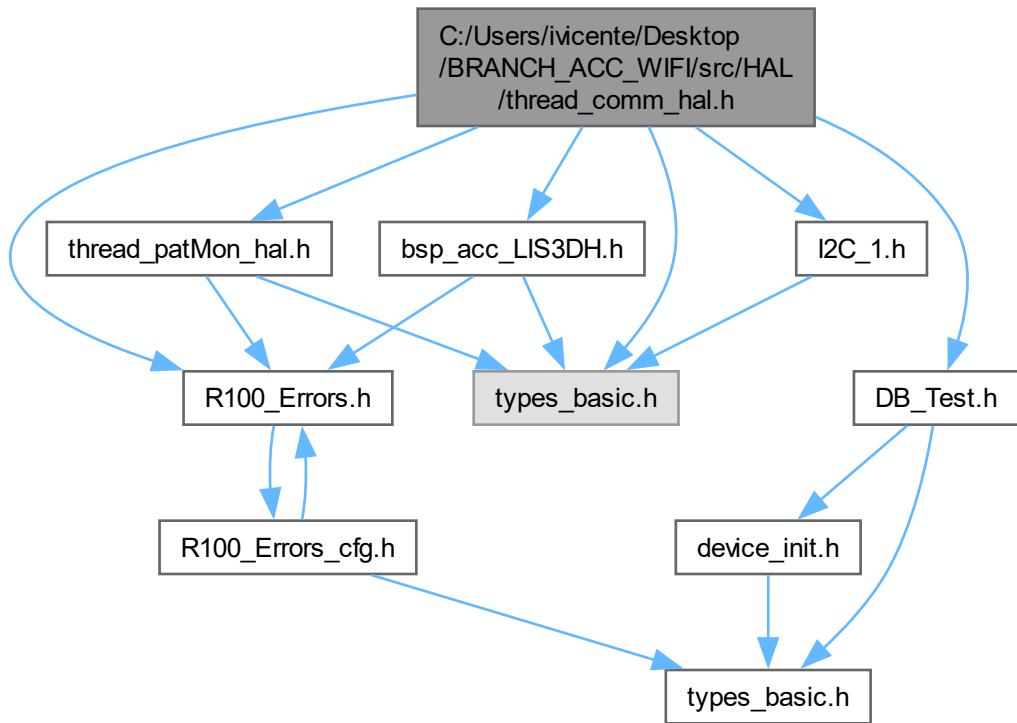 C:/Users/ivicente/Desktop
/BRANCH_ACC_WIFI/src/HAL
/thread_comm_hal.h
thread_patMon_hal.h
bsp_acc_LIS3DH.h
I2C_1.h
R100_Errors.h
types_basic.h
DB_Test.h
R100_Errors_cfg.h
device_init.h
types_basic.h